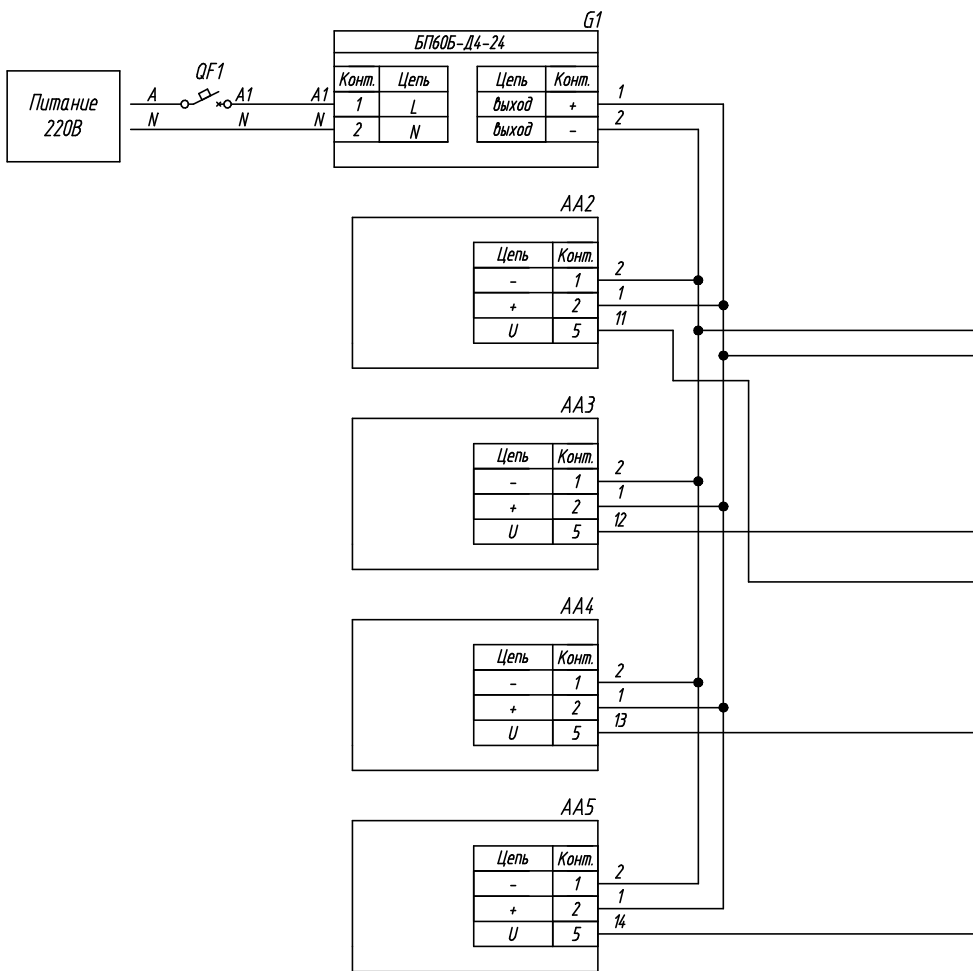 G1
БП60Б-Д4-24
QF1
Конт. Цепь Цепь Конт.
Питание
220В
A A1 A1 1 L выход + 1
N N N 2 N выход - 2
AA2
Цепь Конт.
- 1 2
+ 2 1
U 5 11
AA3
Цепь Конт.
- 1 2
+ 2 1
U 5 12
AA4
Цепь Конт.
- 1 2
+ 2 1
U 5 13
AA5
Цепь Конт.
- 1 2
+ 2 1
U 5 14